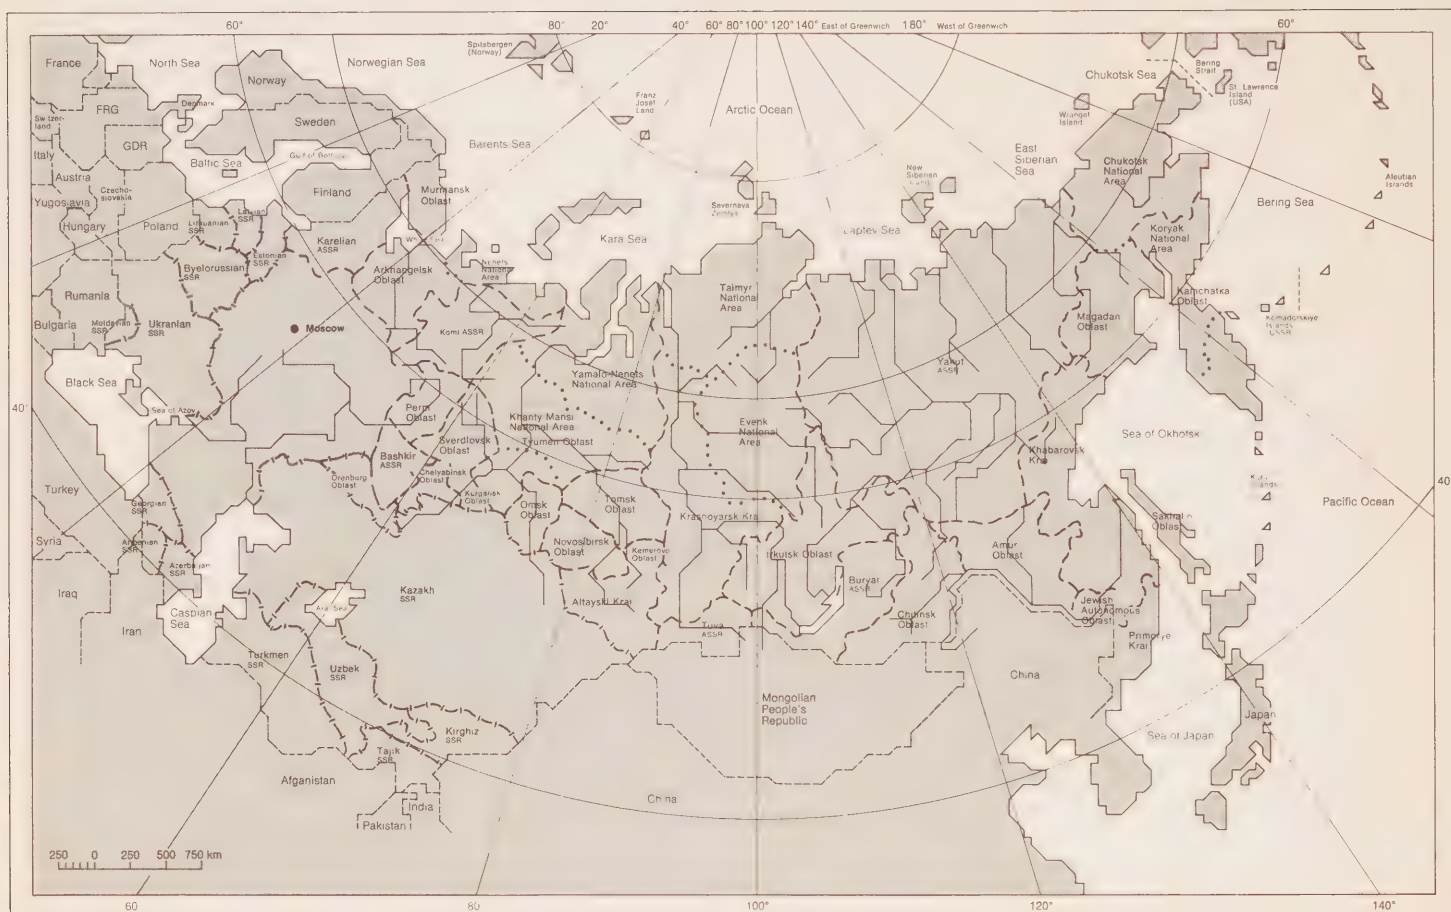 60°
80°
20°
40°
60°
80°
100°
120°
140°
East of Greenwich
180°
West of Greenwich
60°
France
North Sea
Norwegian Sea
Spitsbergen
(Norway)
Chukotsk Sea
Bering
Strait
St Lawrence
Island
(USA)
Norway
FRG
Denmark
Switzer-
land
Sweden
Franz
Josef
Land
Arctic Ocean
Wrangel
Island
GDR
Italy
Baltic Sea
Gulf of Bothnia
Barents Sea
East
Siberian
Sea
Chukotsk
National
Area
Aleutian
Islands
Austria
Czecho-
slovakia
Finland
Murmansk
Oblast
New
Siberian
Yugoslavia
Severnaya
Zemlya
Bering Sea
Hungary
Poland
Lithuanian
SSR
Latvian
SSR
Estonian
SSR
Karelian
ASSR
Kara Sea
Laptev Sea
Koryak
National
Area
Byelorussian
SSR
Arkhangelsk
Oblast
Nenets
National
Area
Rumania
Taimyr
National
Area
Kamchatka
Oblast
Bulgaria
Moldavian
SSR
Ukranian
SSR
Moscow
Komi ASSR
Magadan
Oblast
Komadorskiye
Islands
USSR
Black Sea
Yamalo-Nenets
National Area
Yakut
ASSR
40°
Sea of Azov
Perm
Oblast
Khanty Mansi
National Area
Tyumen Oblast
Evenk
National
Area
Sea of Okhotsk
Sverdlovsk
Oblast
Bashkir
ASSR
Khabarovsk
Krai
Orenburg
Oblast
Chelyabinsk
Oblast
Kurgansk
Oblast
Islands
40°
Turkey
Georgian
SSR
Omsk
Oblast
Tomsk
Oblast
Krasnoyarsk Krai
Sakhalin
Oblast
Pacific Ocean
Syria
Armenian
SSR
Azerbaijan
SSR
Novosibirsk
Oblast
Kemerovo
Oblast
Irkutsk Oblast
Amur
Oblast
Iraq
Kazakh
SSR
Buryat
ASSR
Caspian
Sea
Aral Sea
Altayski Krai
Chitinsk
Oblast
Jewish
Autonomous
Oblast
Iran
Tuva
ASSR
Primorye
Krai
Turkmen
SSR
Uzbek
SSR
China
Mongolian
People's
Republic
Japan
Kirghiz
SSR
Sea of Japan
Tajik
SSR
Afganistan
China
India
Pakistan
250 0 250 500 750 km
60
80°
100°
120°
140°